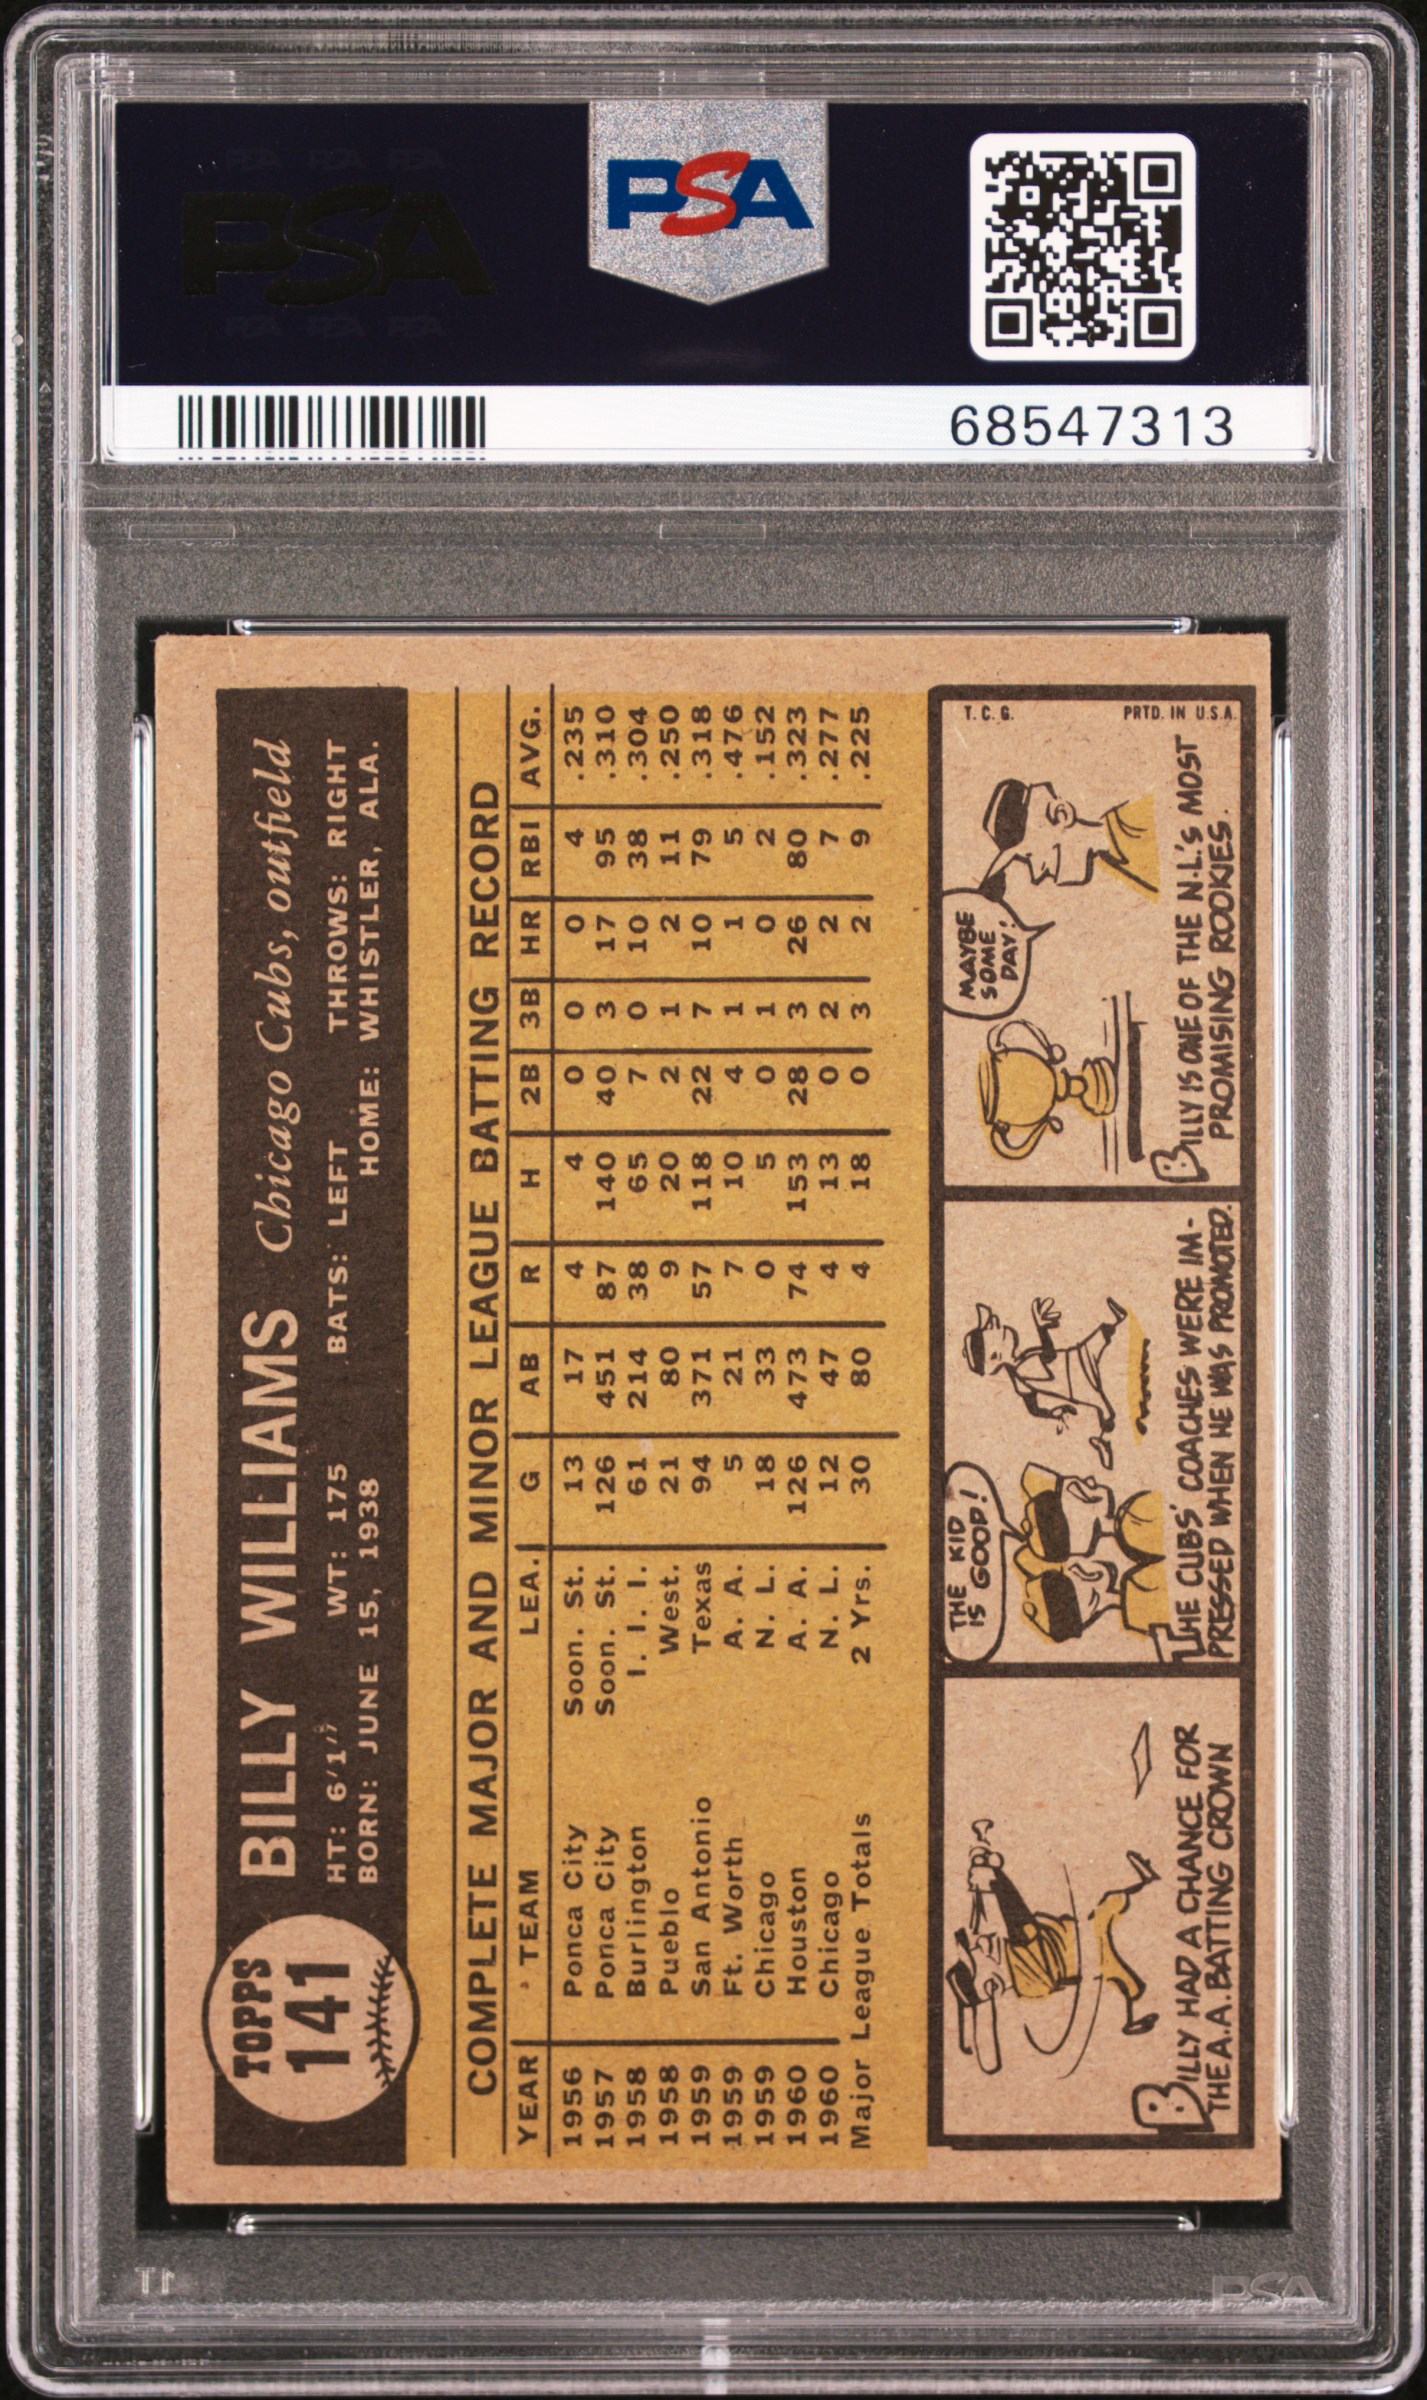 PSA
PSA PSA PSA
PSA
PSA PSA PSA
68547313
TOPPS
141
BILLY WILLIAMS Chicago Cubs, outfield
HT: 6'1" WT: 175 BATS: LEFT THROWS: RIGHT
BORN: JUNE 15, 1938 HOME: WHISTLER, ALA.
COMPLETE MAJOR AND MINOR LEAGUE BATTING RECORD
YEAR TEAM LEA. G AB R H 2B 3B HR RBI AVG.
1956 Ponca City Soon. St. 13 17 4 4 0 0 0 4 .235
1957 Ponca City Soon. St. 126 451 87 140 40 3 17 95 .310
1958 Burlington I. I. I. 61 214 38 65 7 0 10 38 .304
1958 Pueblo West. 21 80 9 20 2 1 2 11 .250
1959 San Antonio Texas 94 371 57 118 22 7 10 79 .318
1959 Ft. Worth A. A. 5 21 7 10 4 1 1 5 .476
1959 Chicago N. L. 18 33 0 5 0 1 0 2 .152
1960 Houston A. A. 126 473 74 153 28 3 26 80 .323
1960 Chicago N. L. 12 47 4 13 0 2 2 7 .277
Major League Totals 2 Yrs. 30 80 4 18 0 3 2 9 .225
BILLY HAD A CHANCE FOR
THE A.A. BATTING CROWN
THE KID
IS GOOD!
THE CUBS' COACHES WERE IM-
PRESSED WHEN HE WAS PROMOTED.
MAYBE
SOME
DAY!
T.C.G. PRTD. IN U.S.A.
BILLY IS ONE OF THE N.L.'S MOST
PROMISING ROOKIES.
1T
PSA